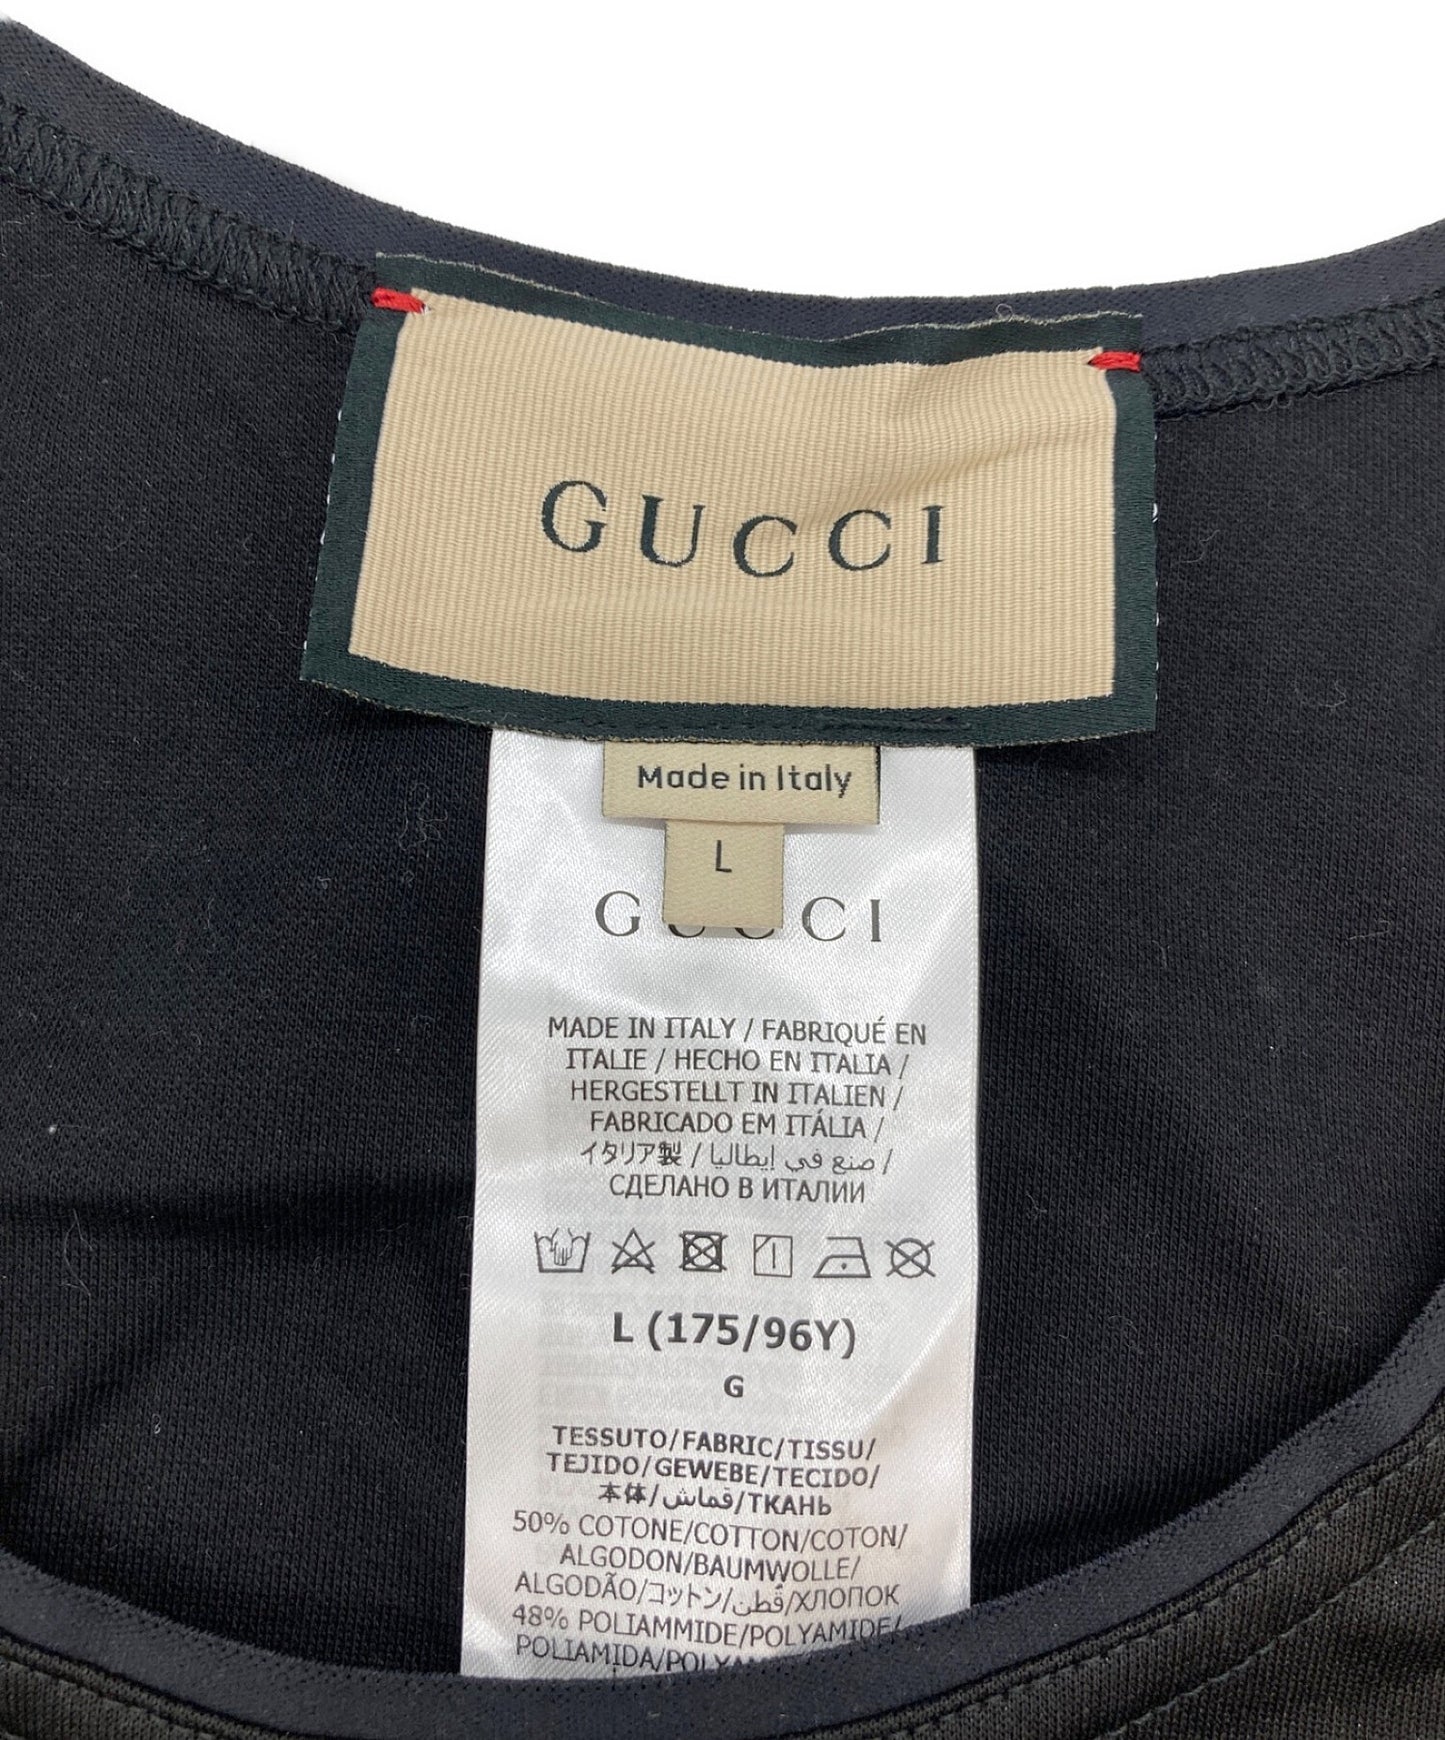 GUCCI
Made in Italy
L
MADE IN ITALY / FABRIQUÉ EN
ITALIE / HECHO EN ITALIA /
HERGESTELLT IN ITALIEN /
FABRICADO EM ITÁLIA /
イタリア製 / صنع في إيطاليا /
СДЕЛАНО В ИТАЛИИ
L (175/96Y)
G
TESSUTO/FABRIC/TISSU/
TEJIDO/GEWEBE/TECIDO/
本体/قماش/ТКАНЬ
50% COTONE/COTTON/COTON/
ALGODON/BAUMWOLLE/
ALGODÃO/コットン/قطن/ХЛОПОК
48% POLIAMMIDE/POLYAMIDE/
POLIAMIDA/